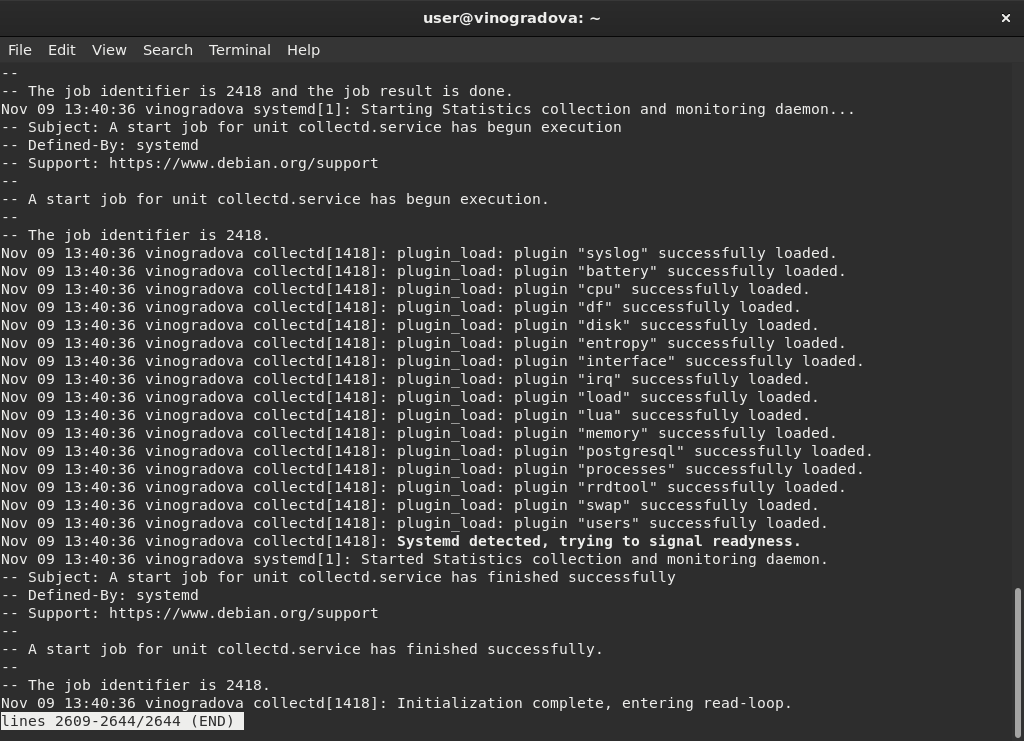 user@vinogradova: ~
×
File Edit View Search Terminal Help
--
-- The job identifier is 2418 and the job result is done.
Nov 09 13:40:36 vinogradova systemd[1]: Starting Statistics collection and monitoring daemon...
-- Subject: A start job for unit collectd.service has begun execution
-- Defined-By: systemd
-- Support: https://www.debian.org/support
--
-- A start job for unit collectd.service has begun execution.
--
-- The job identifier is 2418.
Nov 09 13:40:36 vinogradova collectd[1418]: plugin_load: plugin "syslog" successfully loaded.
Nov 09 13:40:36 vinogradova collectd[1418]: plugin_load: plugin "battery" successfully loaded.
Nov 09 13:40:36 vinogradova collectd[1418]: plugin_load: plugin "cpu" successfully loaded.
Nov 09 13:40:36 vinogradova collectd[1418]: plugin_load: plugin "df" successfully loaded.
Nov 09 13:40:36 vinogradova collectd[1418]: plugin_load: plugin "disk" successfully loaded.
Nov 09 13:40:36 vinogradova collectd[1418]: plugin_load: plugin "entropy" successfully loaded.
Nov 09 13:40:36 vinogradova collectd[1418]: plugin_load: plugin "interface" successfully loaded.
Nov 09 13:40:36 vinogradova collectd[1418]: plugin_load: plugin "irq" successfully loaded.
Nov 09 13:40:36 vinogradova collectd[1418]: plugin_load: plugin "load" successfully loaded.
Nov 09 13:40:36 vinogradova collectd[1418]: plugin_load: plugin "lua" successfully loaded.
Nov 09 13:40:36 vinogradova collectd[1418]: plugin_load: plugin "memory" successfully loaded.
Nov 09 13:40:36 vinogradova collectd[1418]: plugin_load: plugin "postgresql" successfully loaded.
Nov 09 13:40:36 vinogradova collectd[1418]: plugin_load: plugin "processes" successfully loaded.
Nov 09 13:40:36 vinogradova collectd[1418]: plugin_load: plugin "rrdtool" successfully loaded.
Nov 09 13:40:36 vinogradova collectd[1418]: plugin_load: plugin "swap" successfully loaded.
Nov 09 13:40:36 vinogradova collectd[1418]: plugin_load: plugin "users" successfully loaded.
Nov 09 13:40:36 vinogradova collectd[1418]: Systemd detected, trying to signal readyness.
Nov 09 13:40:36 vinogradova systemd[1]: Started Statistics collection and monitoring daemon.
-- Subject: A start job for unit collectd.service has finished successfully
-- Defined-By: systemd
-- Support: https://www.debian.org/support
--
-- A start job for unit collectd.service has finished successfully.
--
-- The job identifier is 2418.
Nov 09 13:40:36 vinogradova collectd[1418]: Initialization complete, entering read-loop.
lines 2609-2644/2644 (END)